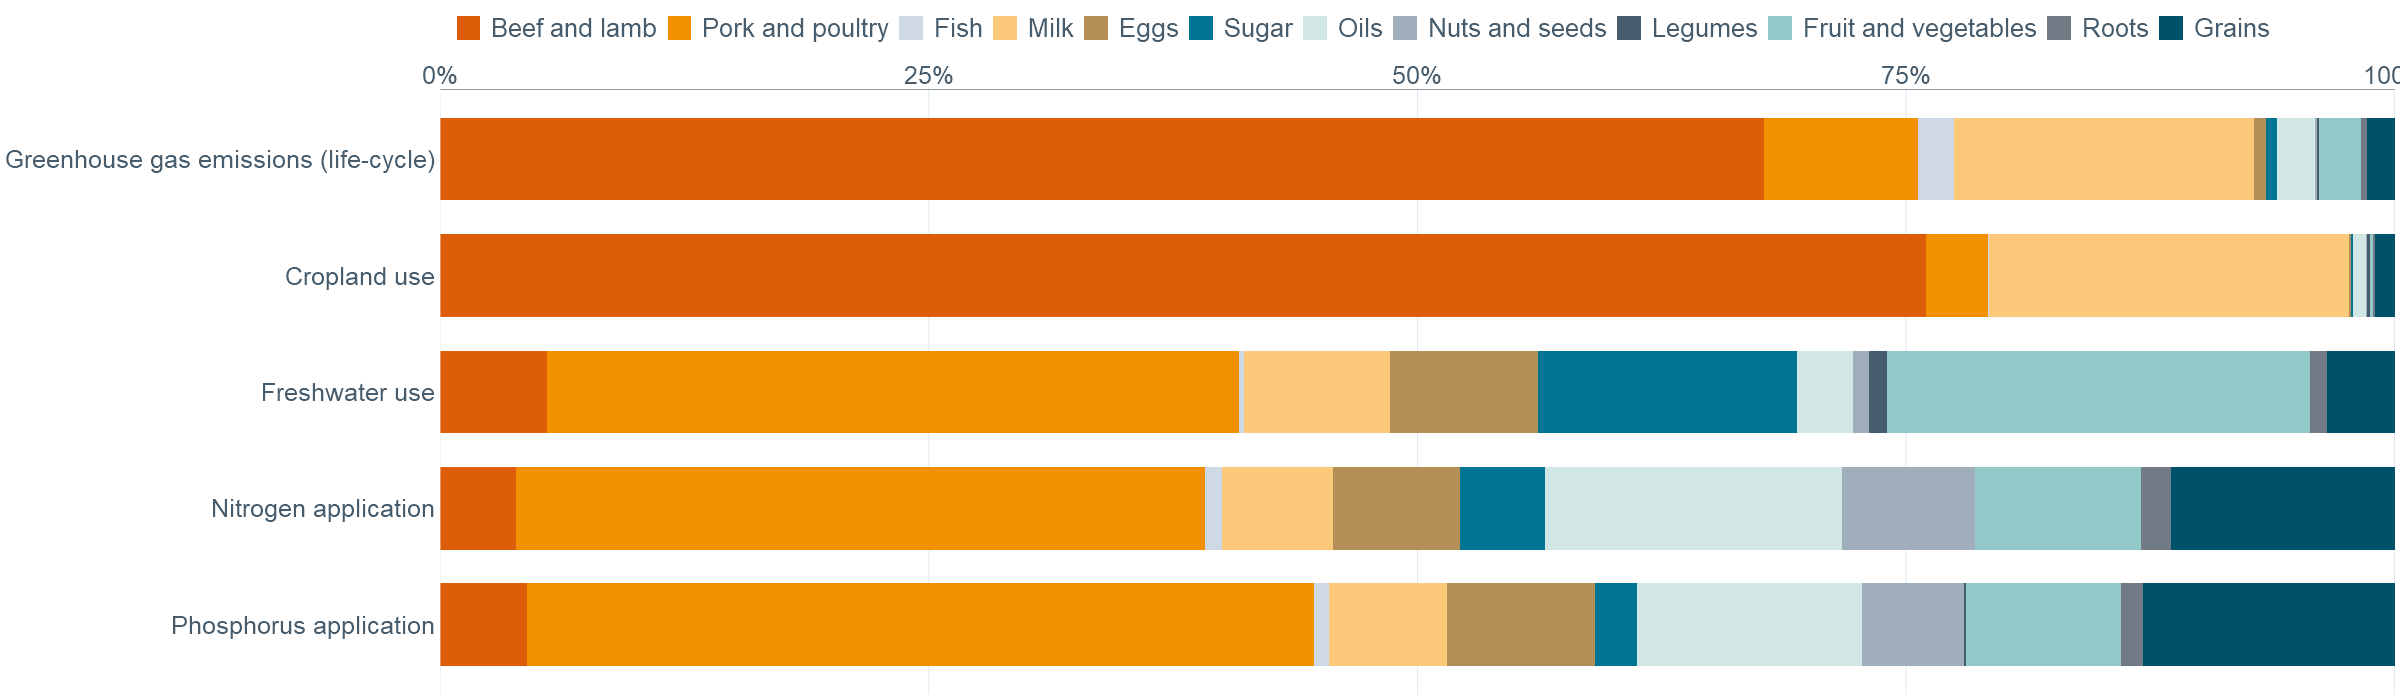 Beef and lamb Pork and poultry Fish Milk Eggs Sugar Oils Nuts and seeds Legumes Fruit and vegetables Roots Grains
0% 25% 50% 75% 100
Greenhouse gas emissions (life-cycle)
Cropland use
Freshwater use
Nitrogen application
Phosphorus application